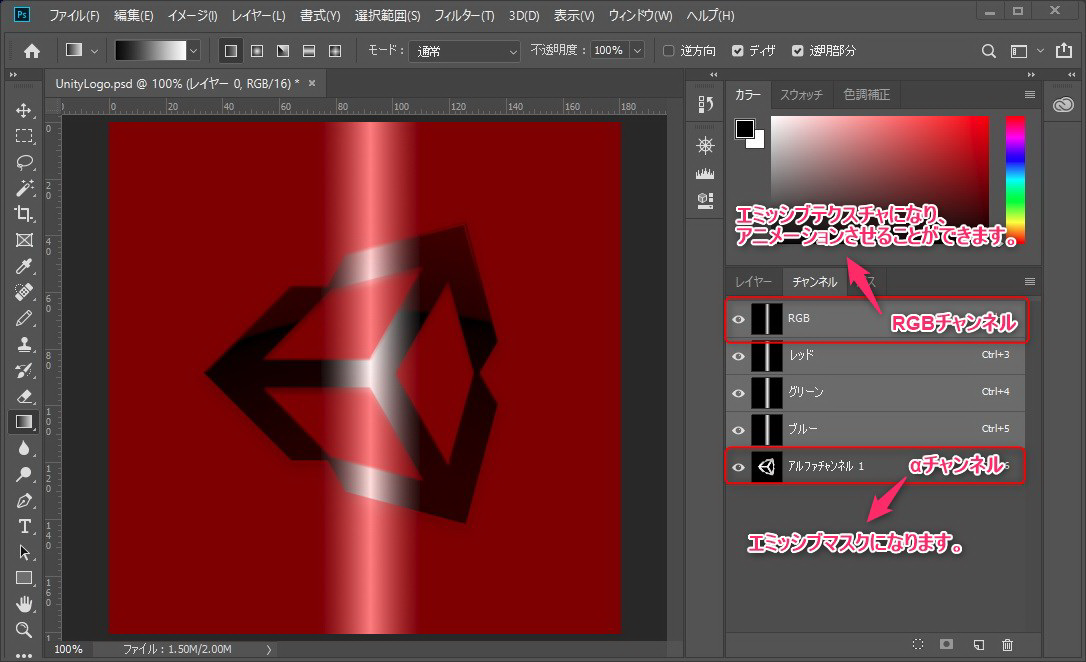 Ps ファイル(F) 編集(E) イメージ(I) レイヤー(L) 書式(Y) 選択範囲(S) フィルター(T) 3D(D) 表示(V) ウィンドウ(W) ヘルプ(H)
モード： 通常 不透明度： 100% 逆方向 ディザ 透明部分
UnityLogo.psd @ 100% (レイヤー 0, RGB/16) *
カラー スウォッチ 色調補正
0 20 40 60 80 100 120 140 160 180
0
20
40
60
80
100
120
140
160
エミッシブテクスチャになり、
アニメーションさせることができます。
レイヤー チャンネル ス
RGB
RGBチャンネル
レッド Ctrl+3
グリーン Ctrl+4
ブルー Ctrl+5
アルファチャンネル 1 6
αチャンネル
エミッシブマスクになります。
T
100% ファイル : 1.50M/2.00M